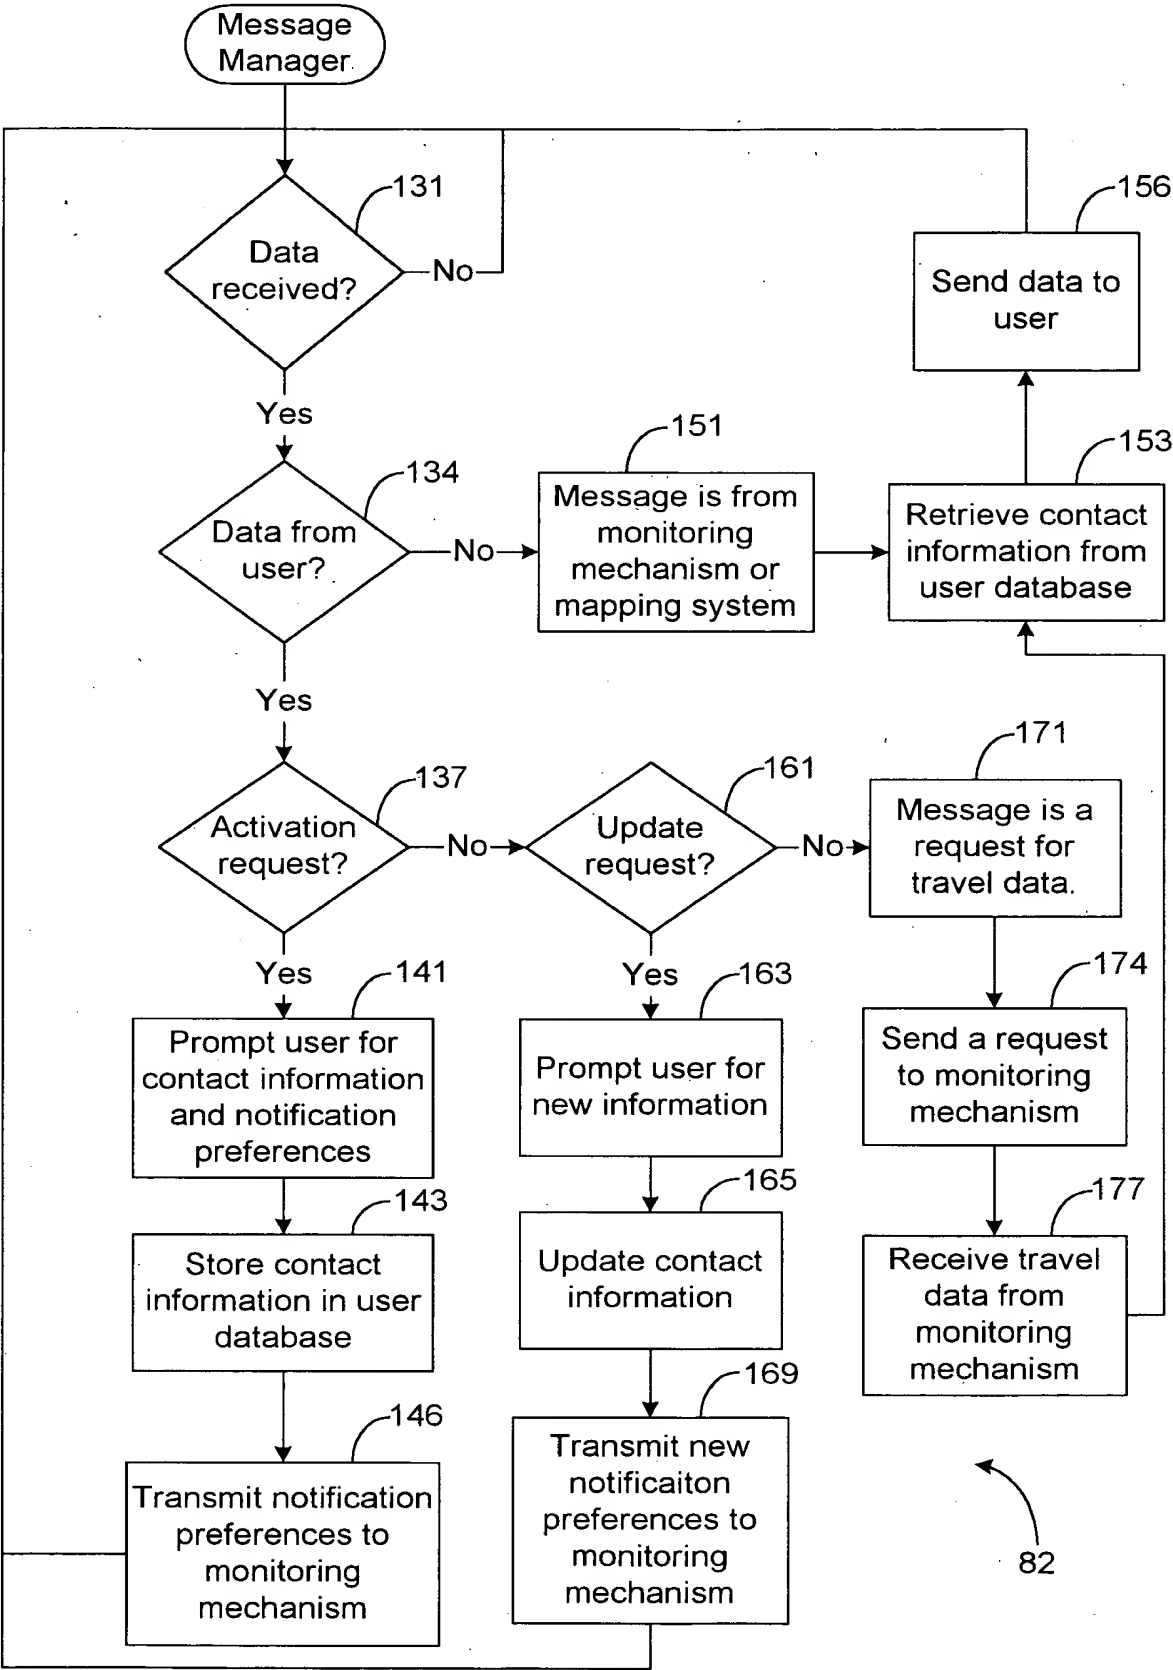 Message
Manager
131
Data
received?
No
156
Send data to
user
Yes
134
Data from
user?
No
151
Message is from
monitoring
mechanism or
mapping system
153
Retrieve contact
information from
user database
Yes
137
Activation
request?
No
161
Update
request?
No
171
Message is a
request for
travel data.
Yes
141
Prompt user for
contact information
and notification
preferences
Yes
163
Prompt user for
new information
174
Send a request
to monitoring
mechanism
143
Store contact
information in user
database
165
Update contact
information
177
Receive travel
data from
monitoring
mechanism
146
Transmit notification
preferences to
monitoring
mechanism
169
Transmit new
notificaiton
preferences to
monitoring
mechanism
82